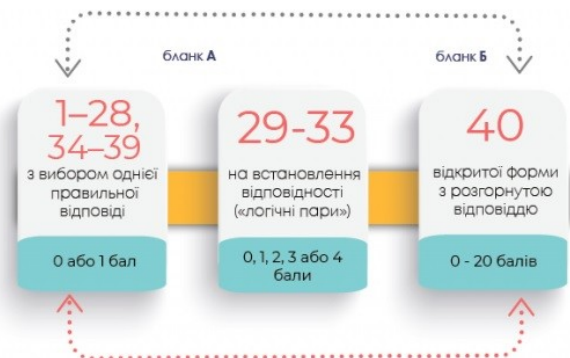 бланк А
бланк Б
1–28,
34–39
з вибором однієї
правильної
відповіді
0 або 1 бал
29-33
на встановлення
відповідності
(«логічні пари»)
0, 1, 2, 3 або 4
бали
40
відкритої форми
з розгорнутою
відповіддю
0 - 20 балів